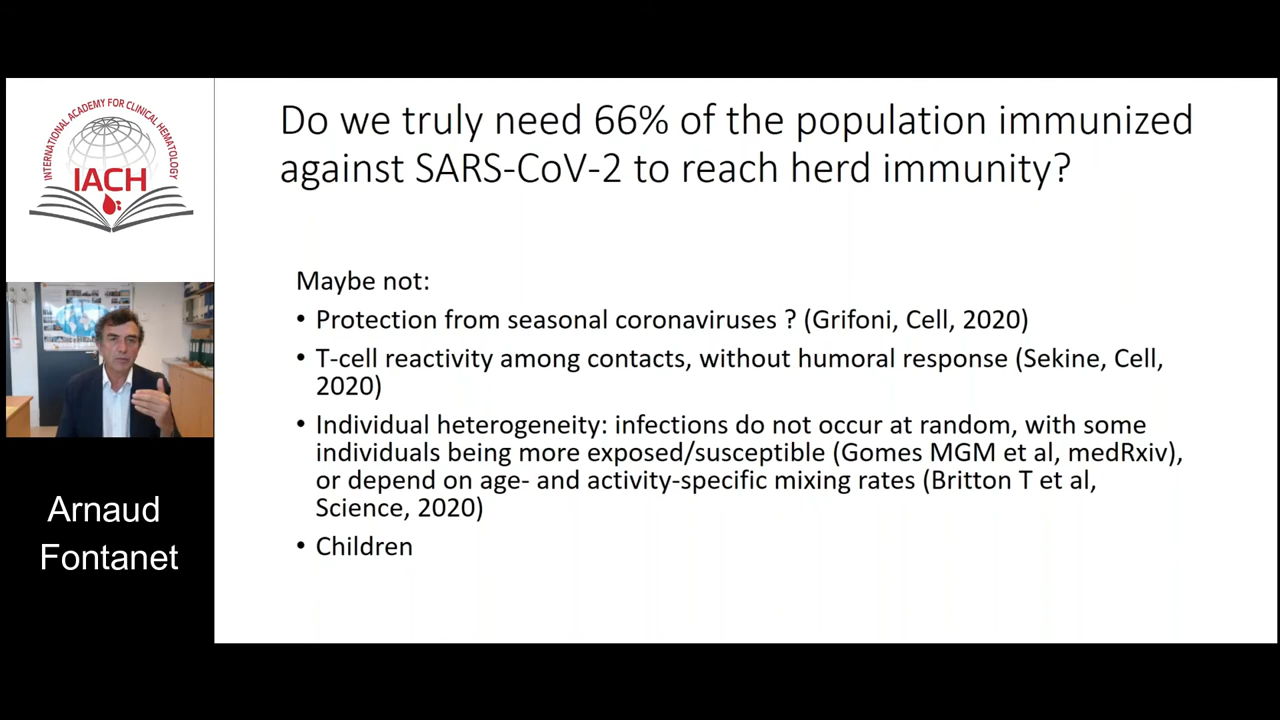 INTERNATIONAL ACADEMY FOR CLINICAL HEMATOLOGY
IACH
Do we truly need 66% of the population immunized
against SARS-CoV-2 to reach herd immunity?
Maybe not:
• Protection from seasonal coronaviruses ? (Grifoni, Cell, 2020)
• T-cell reactivity among contacts, without humoral response (Sekine, Cell,
2020)
• Individual heterogeneity: infections do not occur at random, with some
individuals being more exposed/susceptible (Gomes MGM et al, medRxiv),
or depend on age- and activity-specific mixing rates (Britton T et al,
Science, 2020)
• Children
Arnaud
Fontanet